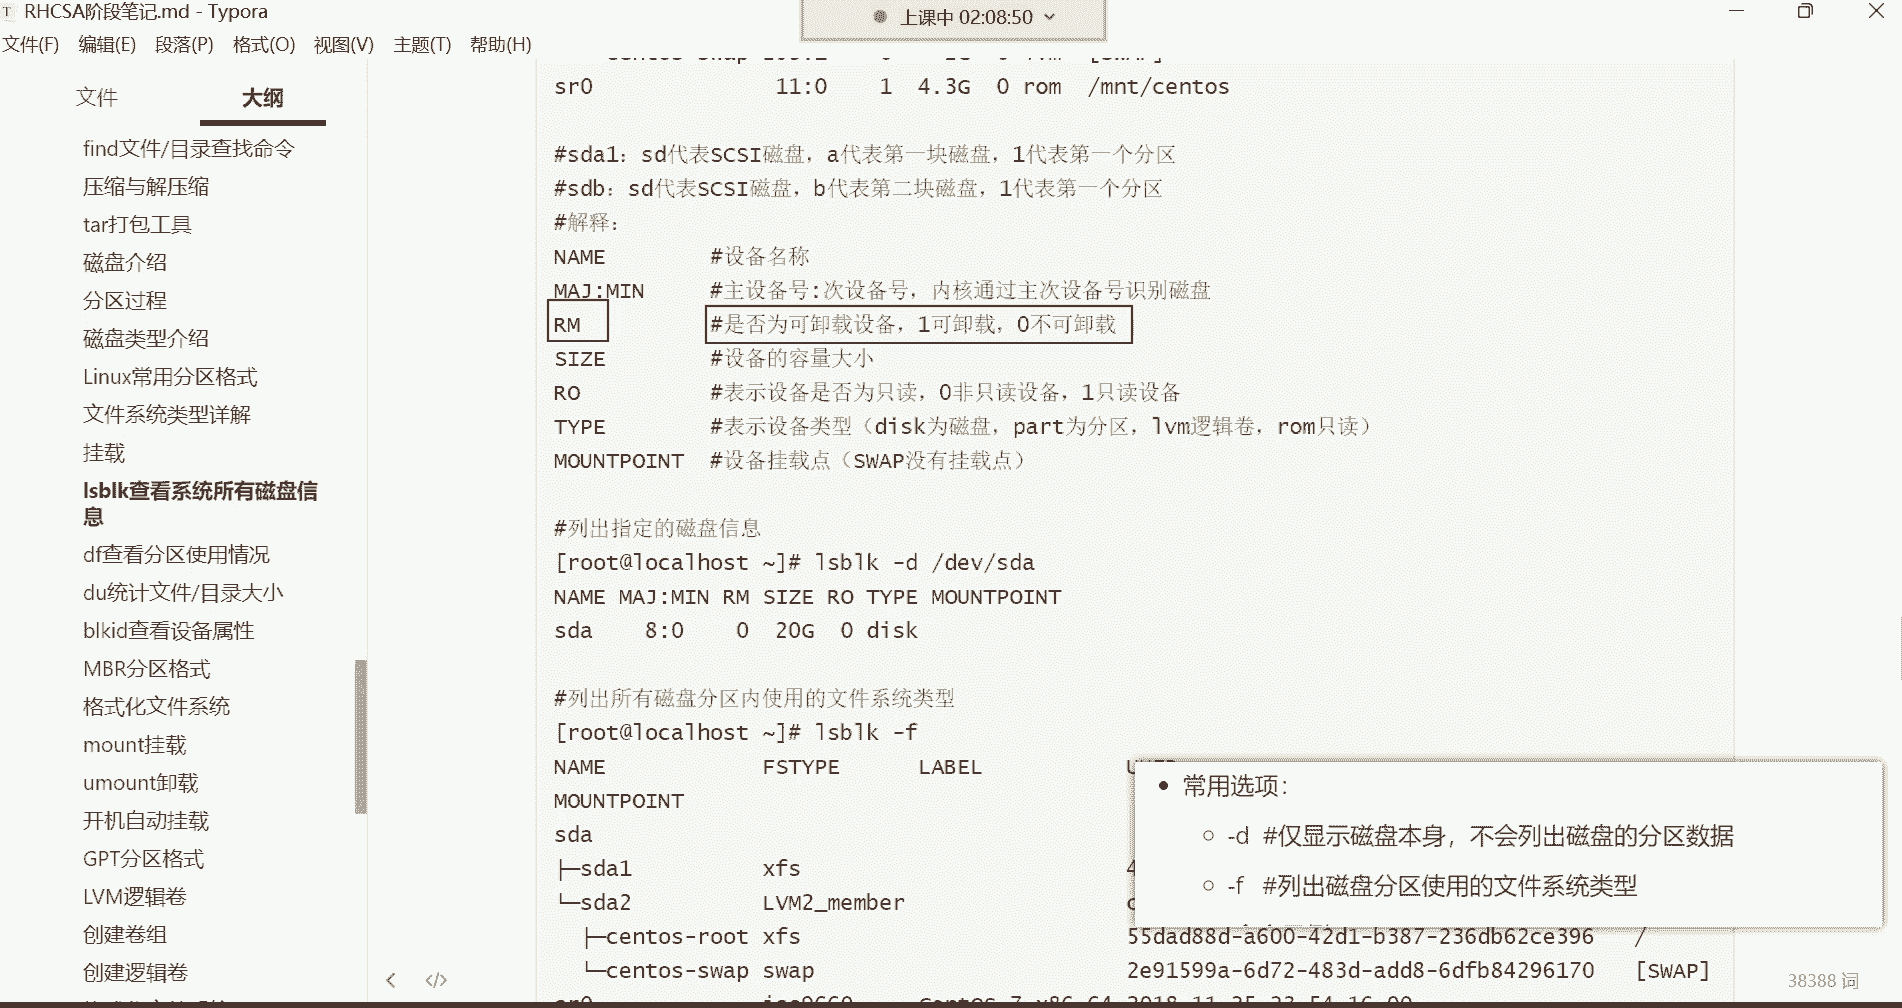 RHCSA阶段笔记.md - Typora
上课中 02:08:50
文件(F) 编辑(E) 段落(P) 格式(O) 视图(V) 主题(T) 帮助(H)
文件 大纲
find文件/目录查找命令
压缩与解压缩
tar打包工具
磁盘介绍
分区过程
磁盘类型介绍
Linux常用分区格式
文件系统类型详解
挂载
lsblk查看系统所有磁盘信
息
df查看分区使用情况
du统计文件/目录大小
blkid查看设备属性
MBR分区格式
格式化文件系统
mount挂载
umount卸载
开机自动挂载
GPT分区格式
LVM逻辑卷
创建卷组
创建逻辑卷
sr0 11:0 1 4.3G 0 rom /mnt/centos
#sda1：sd代表SCSI磁盘，a代表第一块磁盘，1代表第一个分区
#sdb：sd代表SCSI磁盘，b代表第二块磁盘，1代表第一个分区
#解释：
NAME #设备名称
MAJ:MIN #主设备号:次设备号，内核通过主次设备号识别磁盘
RM #是否为可卸载设备，1可卸载，0不可卸载
SIZE #设备的容量大小
RO #表示设备是否为只读，0非只读设备，1只读设备
TYPE #表示设备类型（disk为磁盘，part为分区，lvm逻辑卷，rom只读）
MOUNTPOINT #设备挂载点（SWAP没有挂载点）
#列出指定的磁盘信息
[root@localhost ~]# lsblk -d /dev/sda
NAME MAJ:MIN RM SIZE RO TYPE MOUNTPOINT
sda 8:0 0 20G 0 disk
#列出所有磁盘分区内使用的文件系统类型
[root@localhost ~]# lsblk -f
NAME FSTYPE LABEL
MOUNTPOINT
sda
├─sda1 xfs
└─sda2 LVM2_member
├─centos-root xfs 55dad88d-a600-42d1-b387-236db62ce396 /
└─centos-swap swap 2e91599a-6d72-483d-add8-6dfb84296170 [SWAP]
• 常用选项：
○ -d #仅显示磁盘本身，不会列出磁盘的分区数据
○ -f #列出磁盘分区使用的文件系统类型
38388 词